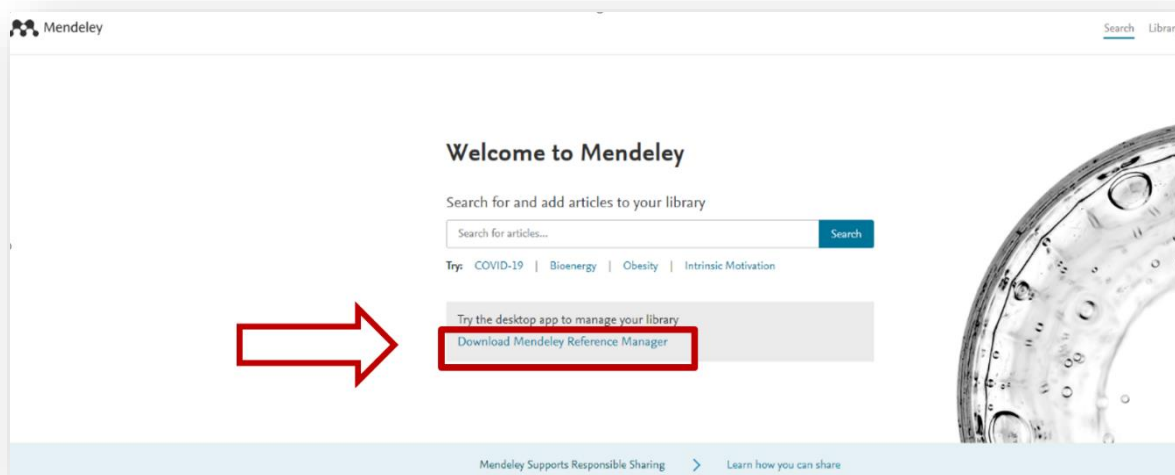 Mendeley
Search
Welcome to Mendeley
Search for and add articles to your library
Search for articles...
Search
Try: COVID-19 | Bioenergy | Obesity | Intrinsic Motivation
Try the desktop app to manage your library
Download Mendeley Reference Manager
Mendeley Supports Responsible Sharing
Learn how you can share